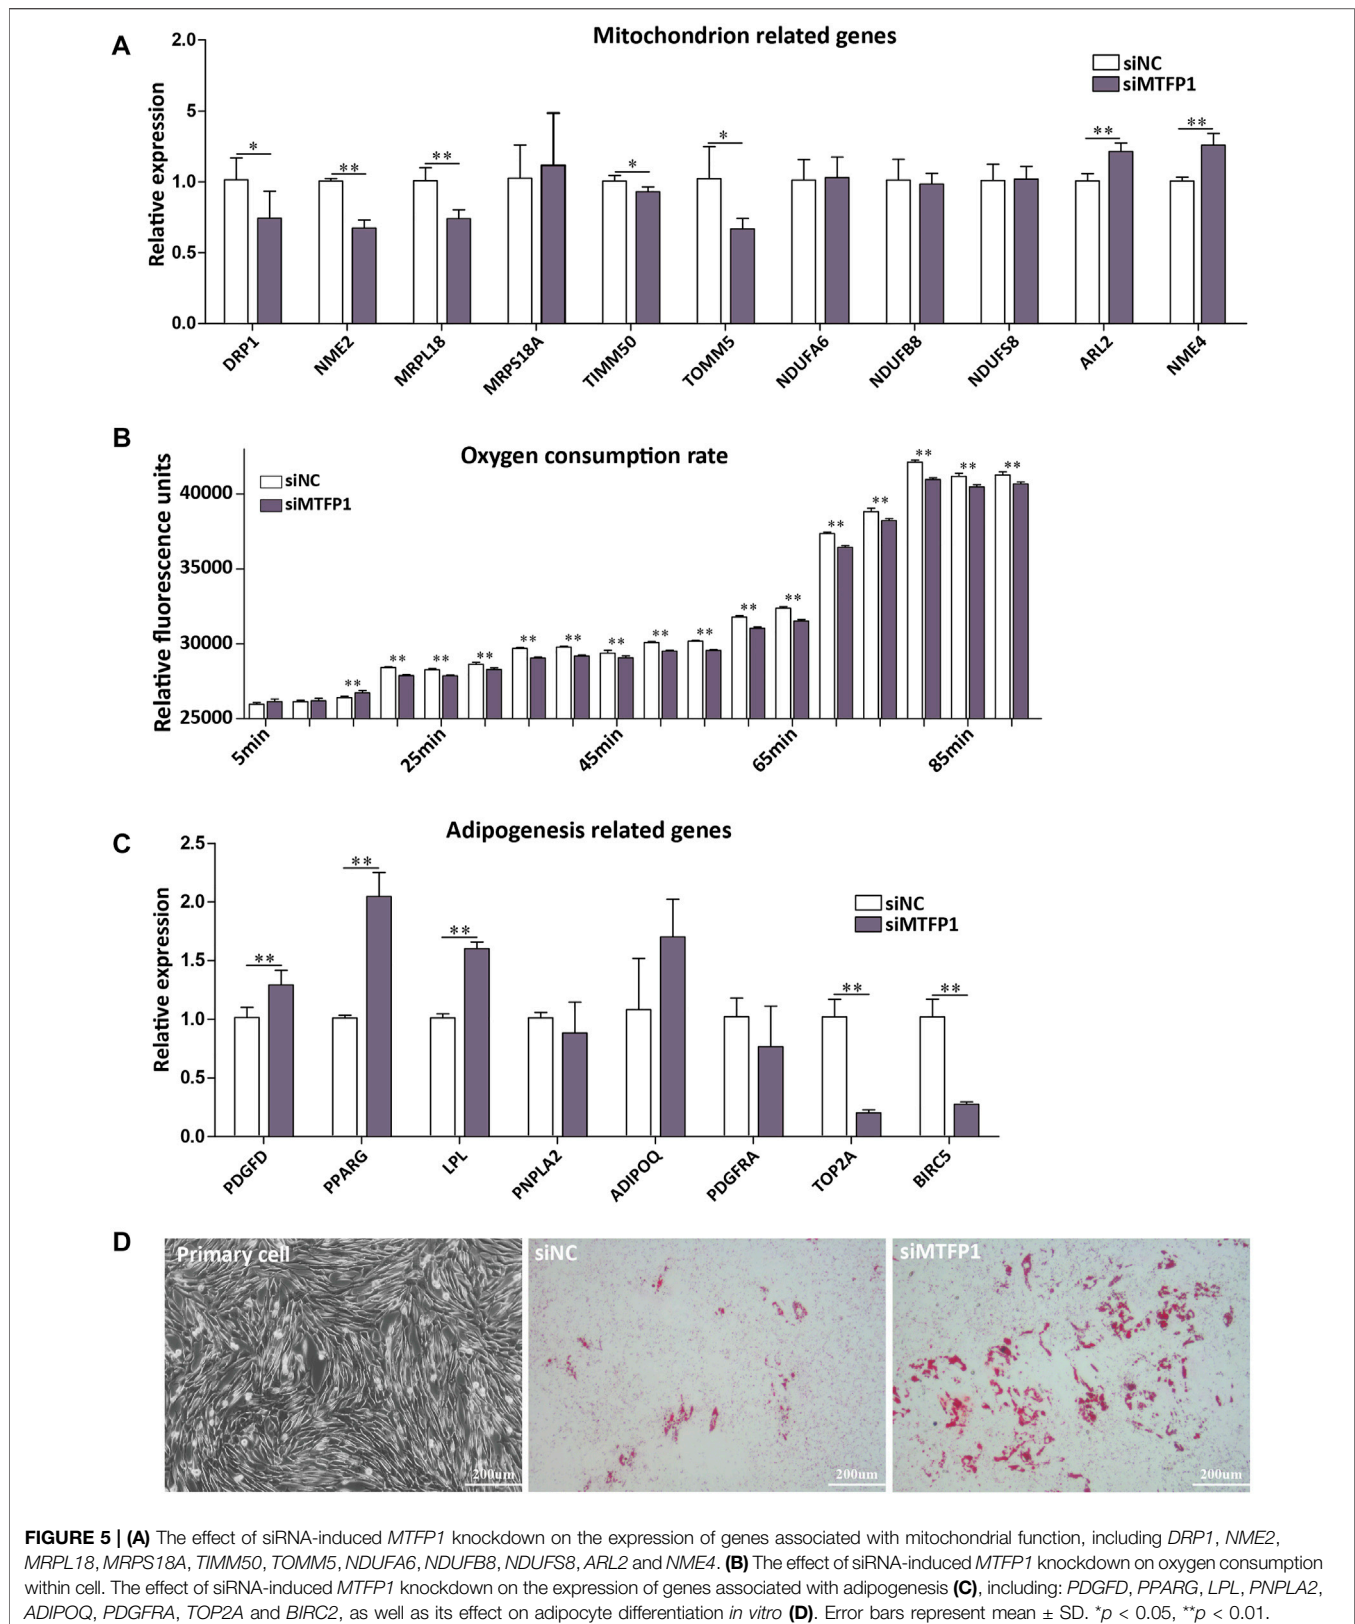 A
Mitochondrion related genes
siNC
siMTFP1
Relative expression
2.0
5
1.0
0.5
0.0
* ** ** * * ** **
DRP1 NME2 MRPL18 MRPS18A TIMM50 TOMM5 NDUFA6 NDUFB8 NDUFS8 ARL2 NME4
B
Oxygen consumption rate
siNC
siMTFP1
Relative fluorescence units
40000
35000
30000
25000
** ** ** ** ** ** ** ** ** ** ** ** ** ** ** **
5min 25min 45min 65min 85min
C
Adipogenesis related genes
siNC
siMTFP1
Relative expression
2.5
2.0
1.5
1.0
0.5
0.0
** ** ** ** **
PDGFD PPARG LPL PNPLA2 ADIPOQ PDGFRA TOP2A BIRC5
D
Primary cell siNC siMTFP1
200um 200um 200um
FIGURE 5 | (A) The effect of siRNA-induced MTFP1 knockdown on the expression of genes associated with mitochondrial function, including DRP1, NME2,
MRPL18, MRPS18A, TIMM50, TOMM5, NDUFA6, NDUFB8, NDUFS8, ARL2 and NME4. (B) The effect of siRNA-induced MTFP1 knockdown on oxygen consumption
within cell. The effect of siRNA-induced MTFP1 knockdown on the expression of genes associated with adipogenesis (C), including: PDGFD, PPARG, LPL, PNPLA2,
ADIPOQ, PDGFRA, TOP2A and BIRC2, as well as its effect on adipocyte differentiation in vitro (D). Error bars represent mean ± SD. *p < 0.05, **p < 0.01.